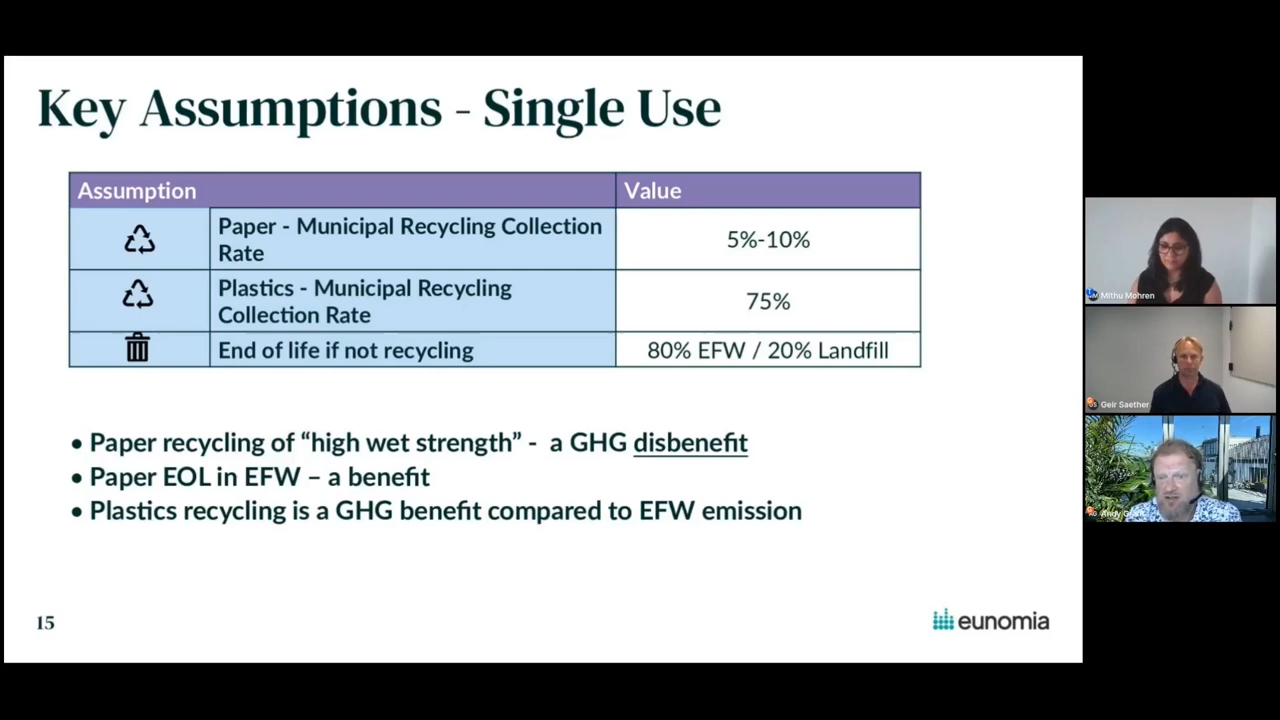 Key Assumptions - Single Use
Assumption
Value
Paper - Municipal Recycling Collection
Rate
5%-10%
Plastics - Municipal Recycling
Collection Rate
75%
End of life if not recycling
80% EFW / 20% Landfill
• Paper recycling of “high wet strength” - a GHG disbenefit
• Paper EOL in EFW – a benefit
• Plastics recycling is a GHG benefit compared to EFW emission
15
eunomia
Mithu Mohren
Geir Saether
Andy